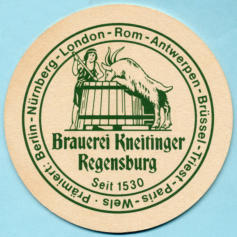 Prämiert: Berlin - Nürnberg - London - Rom - Antwerpen - Brüssel - Triest - Paris - Wels ·
Brauerei Kneitinger
Regensburg
Seit 1530